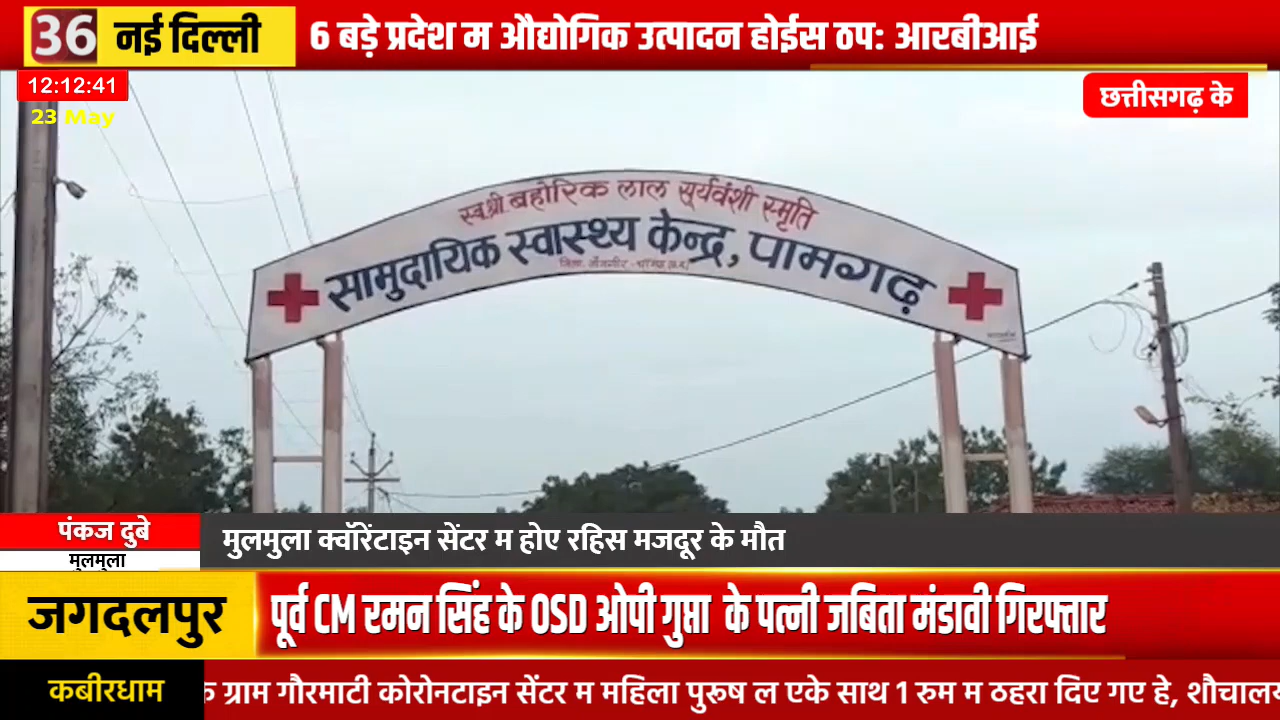 36 नई दिल्ली
6 बड़े प्रदेश म औद्योगिक उत्पादन होईस ठप: आरबीआई
12:12:41
23 May
छत्तीसगढ़ के
स्व.श्री बहोरिक लाल सूर्यवंशी स्मृति
सामुदायिक स्वास्थ्य केन्द्र, पामगढ़
पंकज दुबे
मुलमुला
मुलमुला क्वॉरेंटाइन सेंटर म होए रहिस मजदूर के मौत
जगदलपुर
पूर्व CM रमन सिंह के OSD ओपी गुप्ता के पत्नी जबिता मंडावी गिरफ्तार
कबीरधाम
ग्राम गौरमाटी कोरोनटाइन सेंटर म महिला पुरूष ल एके साथ 1 रुम म ठहरा दिए गए हे,